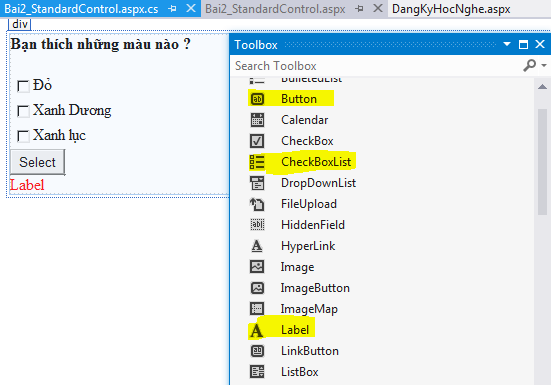 Bai2_StandardControl.aspx.cs
Bai2_StandardControl.aspx
DangKyHocNghe.aspx
div
Bạn thích những màu nào ?
Đỏ
Xanh Dương
Xanh lục
Select
Label
Toolbox
Search Toolbox
BulletedList
Button
Calendar
CheckBox
CheckBoxList
DropDownList
FileUpload
HiddenField
HyperLink
Image
ImageButton
ImageMap
Label
LinkButton
ListBox